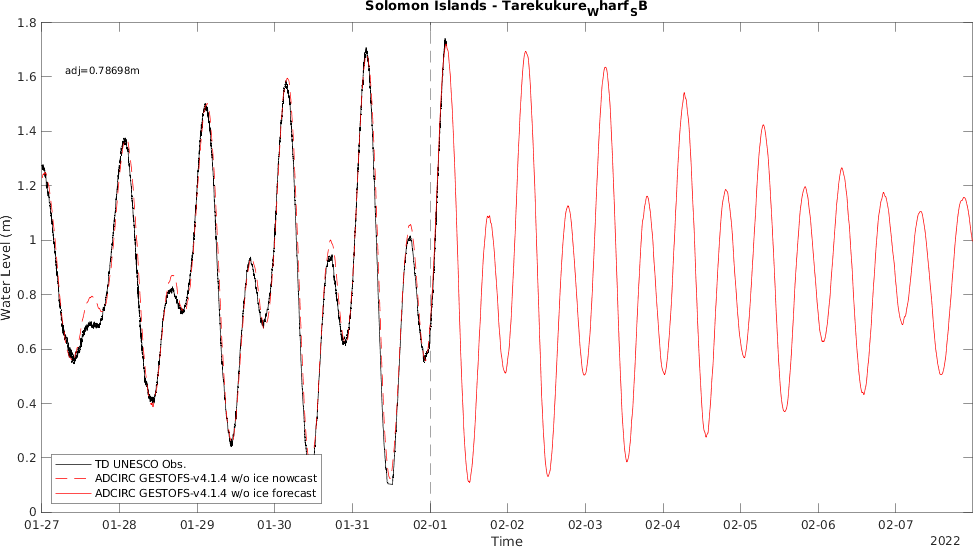 Solomon Islands - Tarekukure_Wharf_SB
1.8
1.6
adj=0.78698m
1.4
1.2
1
0.8
0.6
0.4
0.2
0
Water Level (m)
TD UNESCO Obs.
ADCIRC GESTOFS-v4.1.4 w/o ice nowcast
ADCIRC GESTOFS-v4.1.4 w/o ice forecast
01-27 01-28 01-29 01-30 01-31 02-01 02-02 02-03 02-04 02-05 02-06 02-07
Time
2022